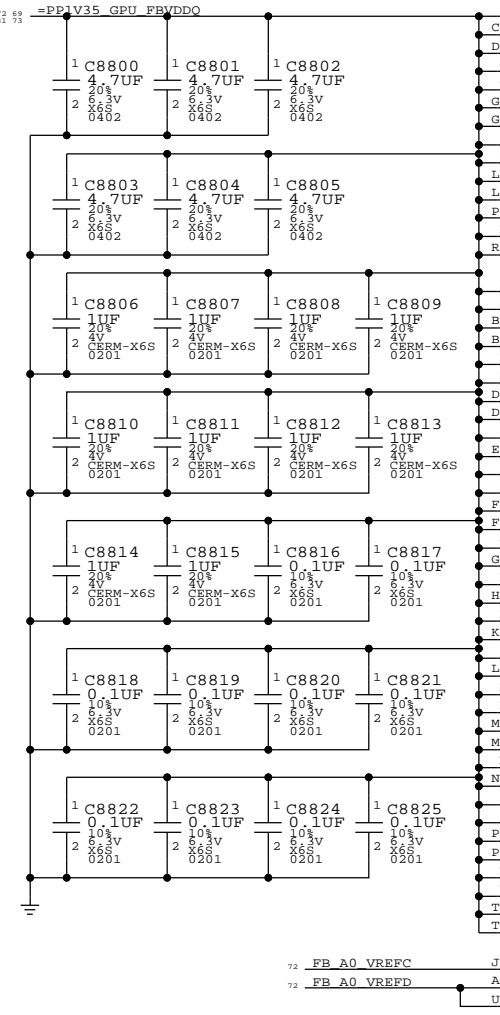 72 69 =PP1V35_GPU_FBVDDQ
81 73
1 C8800 1 C8801 1 C8802
4.7UF 4.7UF 4.7UF
20% 20% 20%
2 6.3V 2 6.3V 2 6.3V
X6S X6S X6S
0402 0402 0402
1 C8803 1 C8804 1 C8805
4.7UF 4.7UF 4.7UF
20% 20% 20%
2 6.3V 2 6.3V 2 6.3V
X6S X6S X6S
0402 0402 0402
1 C8806 1 C8807 1 C8808 1 C8809
1UF 1UF 1UF 1UF
20% 20% 20% 20%
4V 4V 4V 4V
2 CERM-X6S 2 CERM-X6S 2 CERM-X6S 2 CERM-X6S
0201 0201 0201 0201
1 C8810 1 C8811 1 C8812 1 C8813
1UF 1UF 1UF 1UF
20% 20% 20% 20%
4V 4V 4V 4V
2 CERM-X6S 2 CERM-X6S 2 CERM-X6S 2 CERM-X6S
0201 0201 0201 0201
1 C8814 1 C8815 1 C8816 1 C8817
1UF 1UF 0.1UF 0.1UF
20% 20% 10% 10%
4V 4V 6.3V 6.3V
2 CERM-X6S 2 CERM-X6S 2 X6S 2 X6S
0201 0201 0201 0201
1 C8818 1 C8819 1 C8820 1 C8821
0.1UF 0.1UF 0.1UF 0.1UF
10% 10% 10% 10%
2 6.3V 2 6.3V 2 6.3V 2 6.3V
X6S X6S X6S X6S
0201 0201 0201 0201
1 C8822 1 C8823 1 C8824 1 C8825
0.1UF 0.1UF 0.1UF 0.1UF
10% 10% 10% 10%
2 6.3V 2 6.3V 2 6.3V 2 6.3V
X6S X6S X6S X6S
0201 0201 0201 0201
C
D
G
G
L
L
P
R
B
B
D
D
E
F
F
G
H
K
L
M
M
N
P
P
T
T
72 FB_A0_VREFC J
72 FB_A0_VREFD A
U